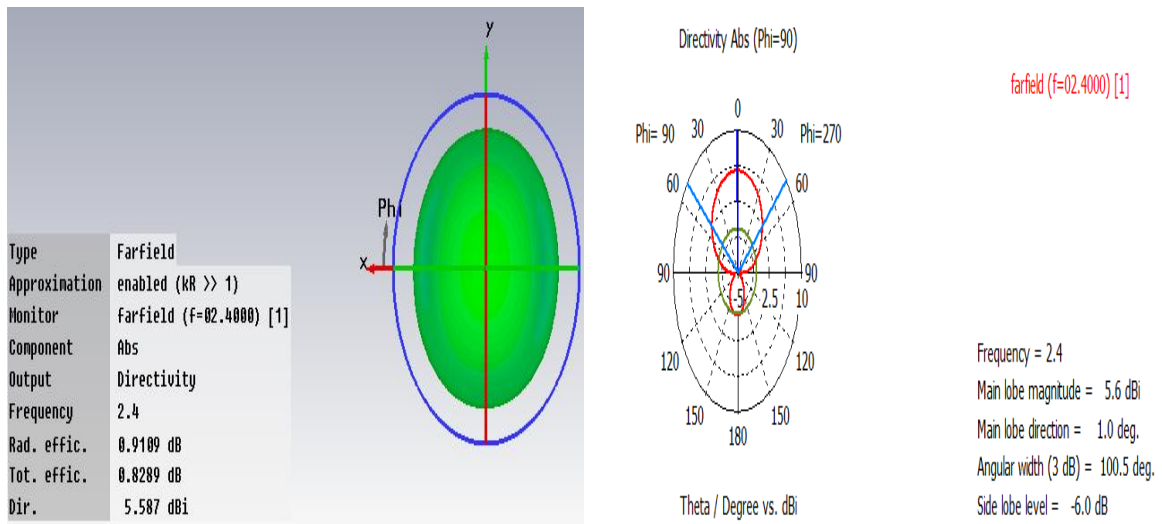 y
Phi
x
Type Farfield
Approximation enabled (kR >> 1)
Monitor Farfield (f=02.4000) [1]
Component Abs
Output Directivity
Frequency 2.4
Rad. effic. 0.9109 dB
Tot. effic. 0.8289 dB
Dir. 5.587 dBi
Directivity Abs (Phi=90)
farfield (f=02.4000) [1]
0
Phi= 90 30 30 Phi=270
60 60
90 -5 2.5 10 90
120 120
150 150
180
Theta / Degree vs. dBi
Frequency = 2.4
Main lobe magnitude = 5.6 dBi
Main lobe direction = 1.0 deg.
Angular width (3 dB) = 100.5 deg.
Side lobe level = -6.0 dB